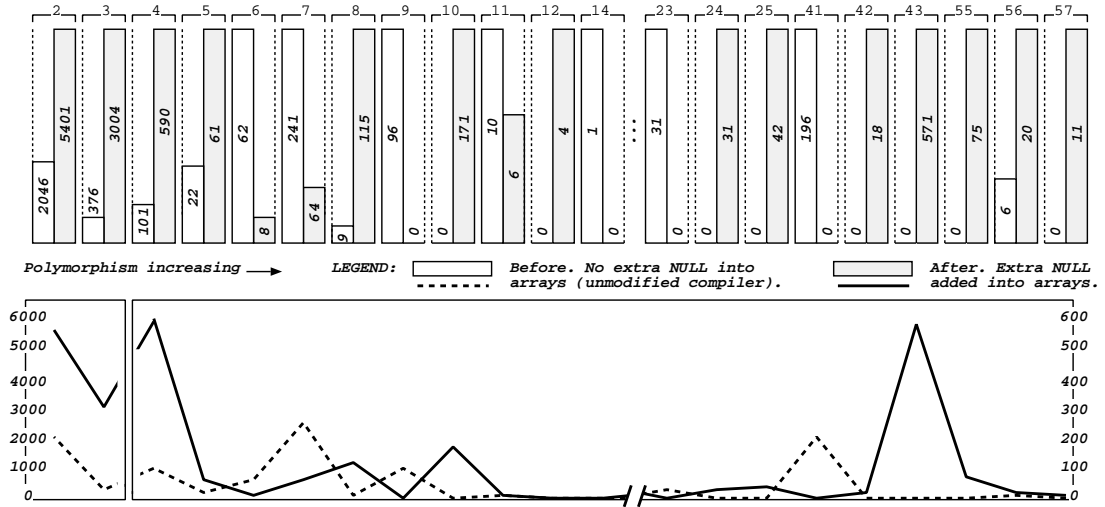 2 3 4 5 6 7 8 9 10 11 12 14 23 24 25 41 42 43 55 56 57
2046 5401 376 3004 101 590 22 61 62 8 241 64 9 115 96 0 0 171 10 6 0 4 1 0 ... 31 0 0 31 0 42 196 0 0 18 0 571 0 75 6 20 0 11
Polymorphism increasing LEGEND: Before. No extra NULL into After. Extra NULL
arrays (unmodified compiler). added into arrays.
6000 600
5000 500
4000 400
3000 300
2000 200
1000 100
0 0